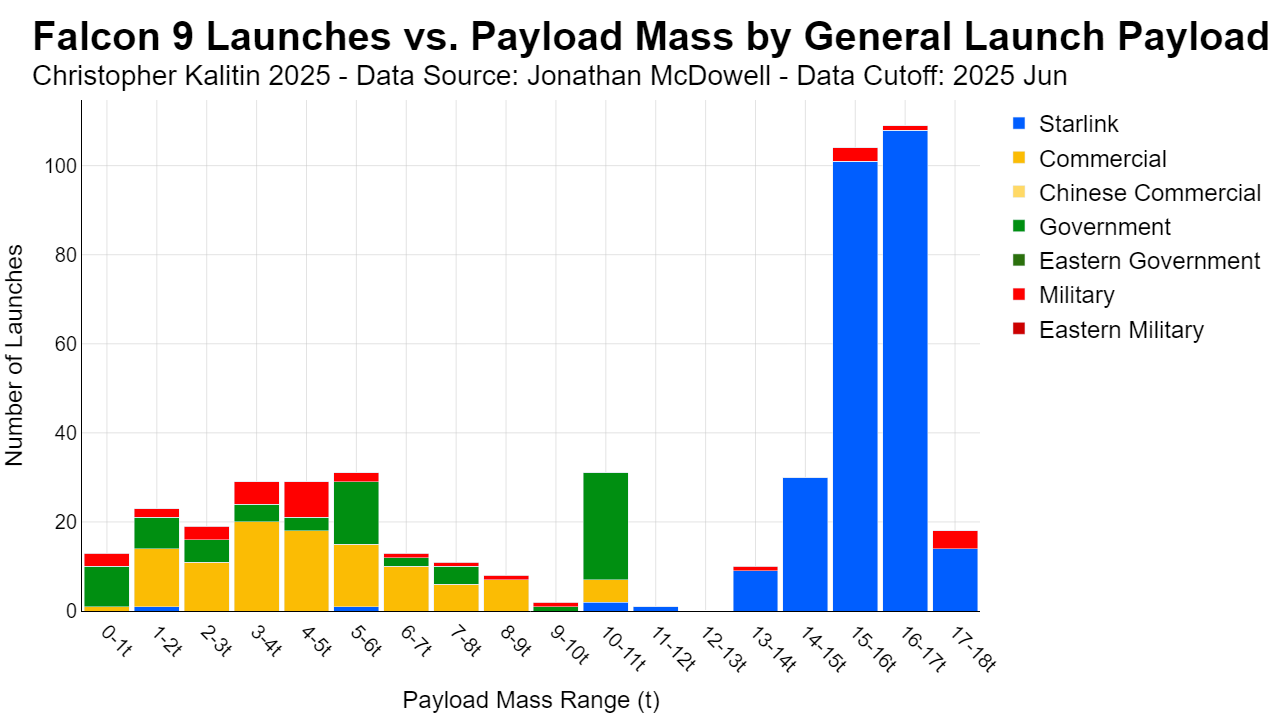 Falcon 9 Launches vs. Payload Mass by General Launch Payload
Christopher Kalitin 2025 - Data Source: Jonathan McDowell - Data Cutoff: 2025 Jun
Starlink
Commercial
Chinese Commercial
Government
Eastern Government
Military
Eastern Military
Number of Launches
100
80
60
40
20
0
0-1t
1-2t
2-3t
3-4t
4-5t
5-6t
6-7t
7-8t
8-9t
9-10t
10-11t
11-12t
12-13t
13-14t
14-15t
15-16t
16-17t
17-18t
Payload Mass Range (t)